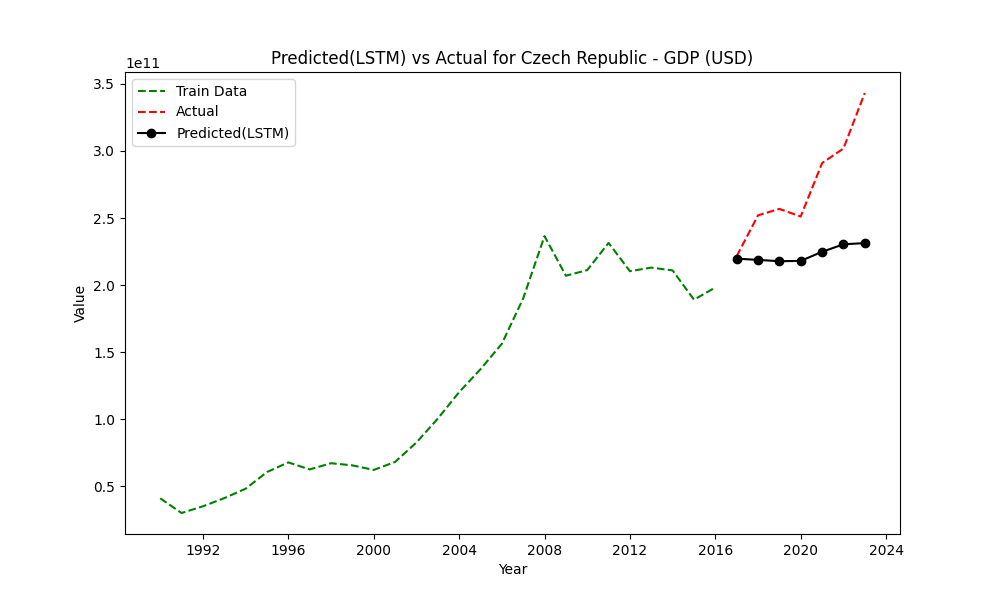 Predicted(LSTM) vs Actual for Czech Republic - GDP (USD)
1e11
3.5
3.0
2.5
2.0
1.5
1.0
0.5
Value
Train Data
Actual
Predicted(LSTM)
1992 1996 2000 2004 2008 2012 2016 2020 2024
Year